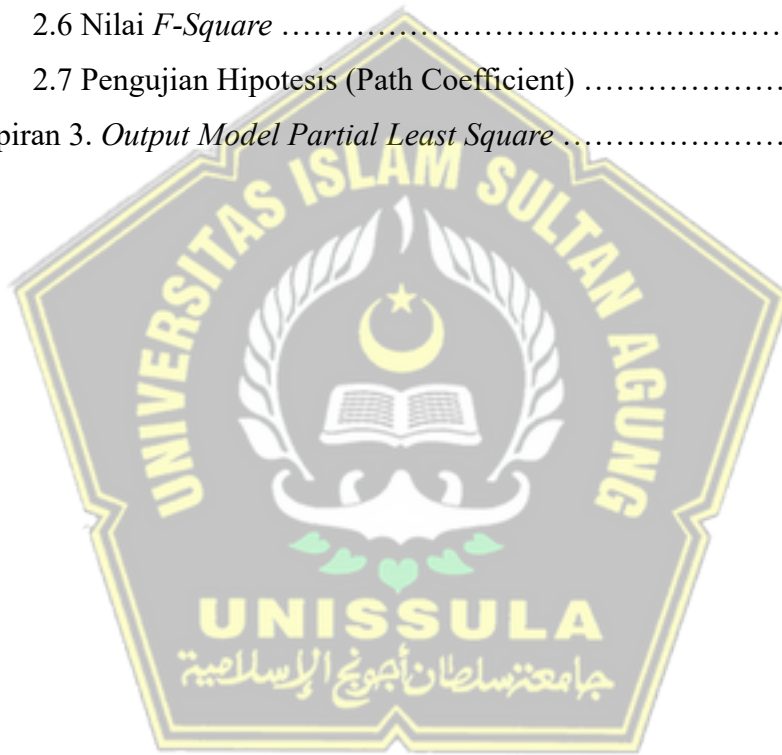 2.6 Nilai F-Square ……………………………………………
2.7 Pengujian Hipotesis (Path Coefficient) …………………
piran 3. Output Model Partial Least Square ……………………
UNIVERSITAS ISLAM SULTAN AGUNG
UNISSULA
جامعة سلطان أجونج الإسلامية